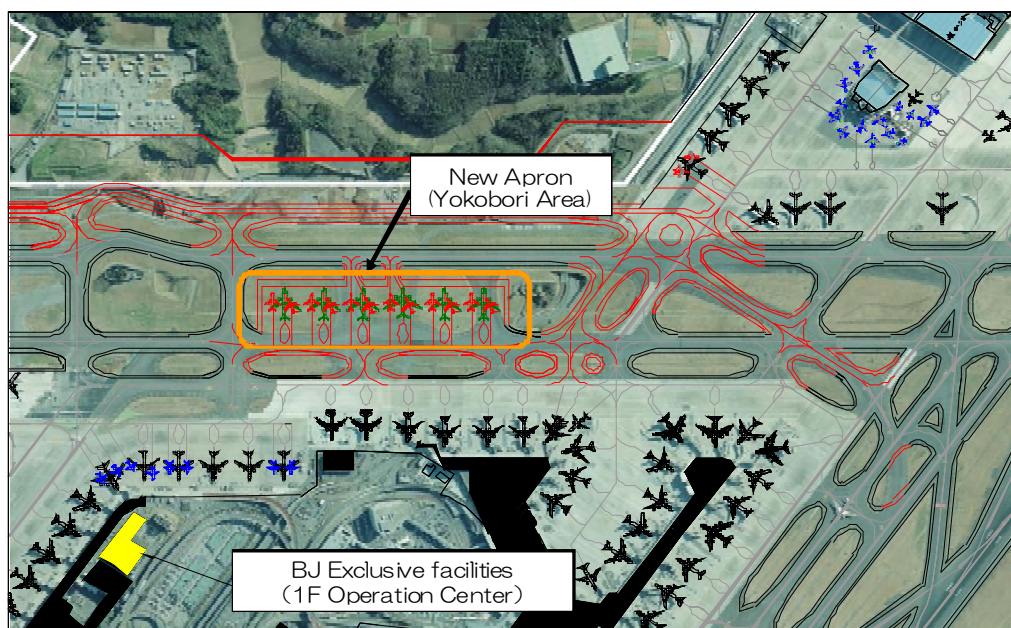 New Apron
(Yokobori Area)
BJ Exclusive facilities
(1F Operation Center)